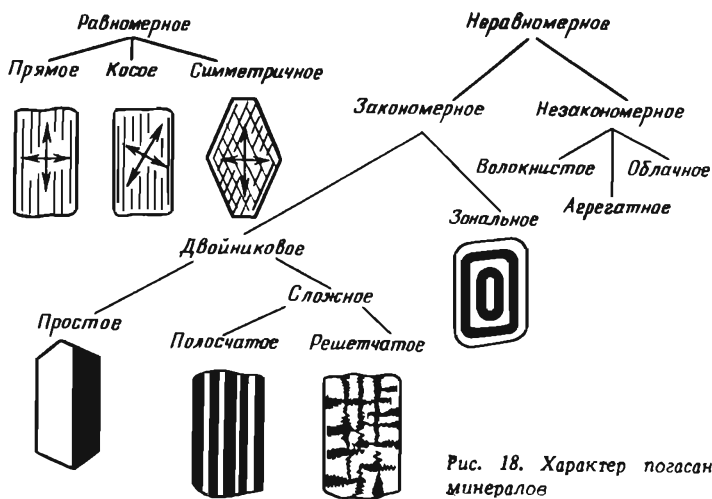 Равномерное
Неравномерное
Прямое Косое Симметричное
Закономерное Незакономерное
Волокнистое Облачное
Агрегатное
Зональное
Двойниковое
Сложное
Простое
Полосчатое Решетчатое
Рис. 18. Характер погасан
минералов